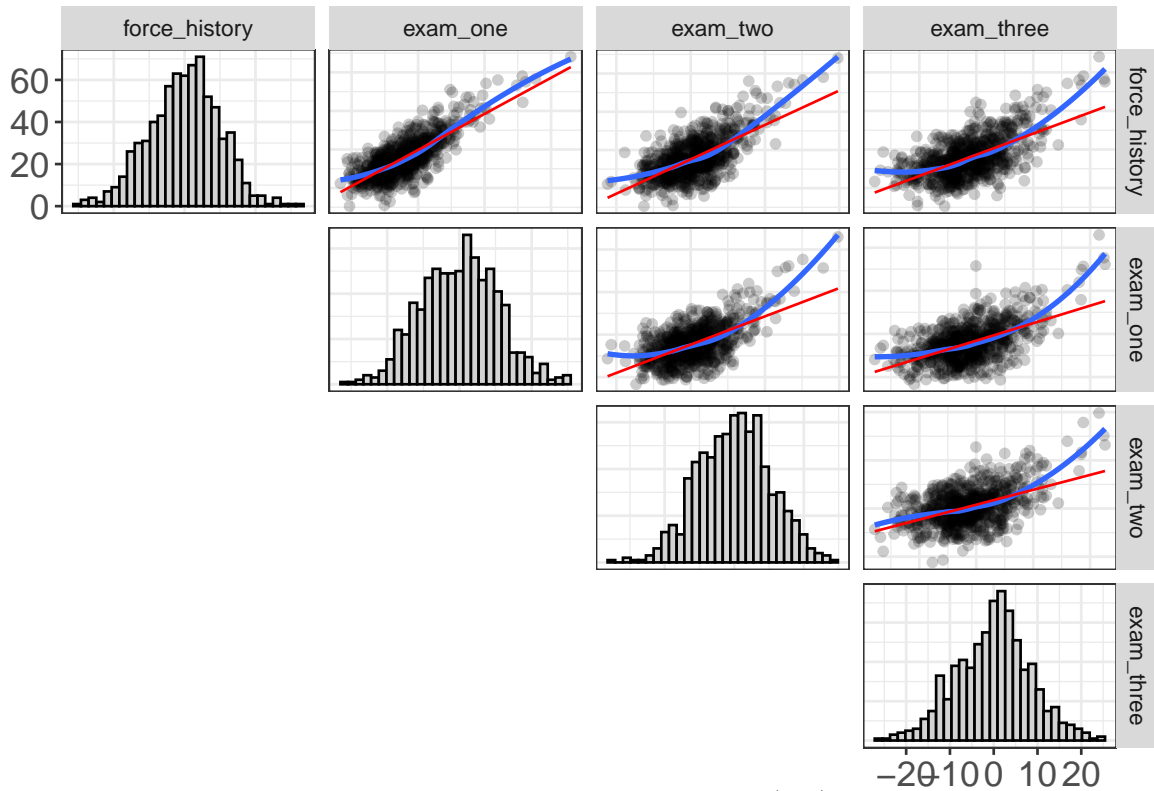 force_history exam_one exam_two exam_three
60
40
20
0
force_history
exam_one
exam_two
exam_three
−20 −10 0 10 20